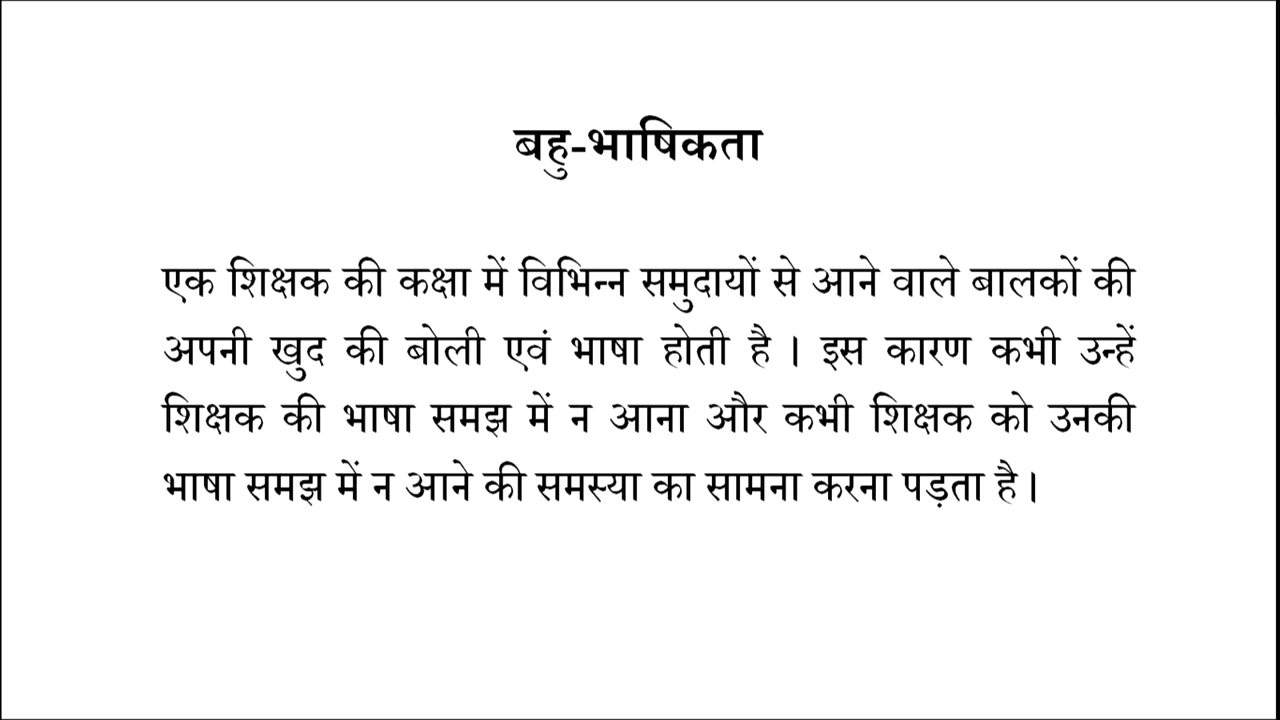 बहु-भाषिकता
एक शिक्षक की कक्षा में विभिन्न समुदायों से आने वाले बालकों की
अपनी खुद की बोली एवं भाषा होती है । इस कारण कभी उन्हें
शिक्षक की भाषा समझ में न आना और कभी शिक्षक को उनकी
भाषा समझ में न आने की समस्या का सामना करना पड़ता है ।